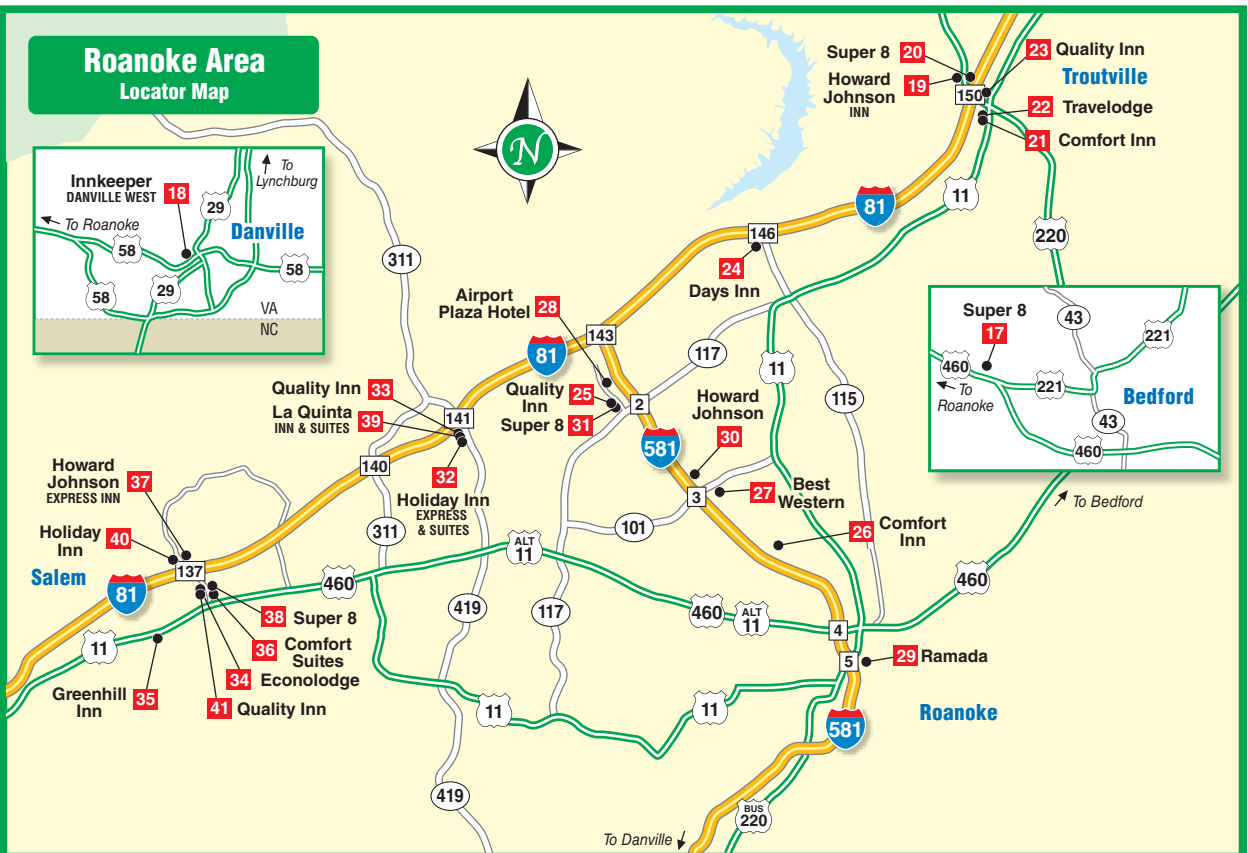 Roanoke Area
Locator Map
N
Super 8 20
Howard 19
Johnson
INN
23 Quality Inn
Troutville
150
22 Travelodge
21 Comfort Inn
11
81
220
146
24
Days Inn
To
Lynchburg
Innkeeper 18
DANVILLE WEST
29
To Roanoke
Danville
58
58
58
29
VA
NC
311
Airport 28
Plaza Hotel
143
81
117
11
115
Super 8
17
43
221
460
To
Roanoke
221
Bedford
43
460
To Bedford
Quality Inn 33
La Quinta 39
INN & SUITES
141
140
32
Holiday Inn
EXPRESS
& SUITES
Quality 25
Inn
Super 8 31
2
581
Howard
Johnson
30
3
27 Best
Western
101
26 Comfort
Inn
Howard 37
Johnson
EXPRESS INN
Holiday 40
Inn
137
Salem
81
311
ALT
11
460
460
ALT
11
460
11
38 Super 8
36 Comfort
Suites
34 Econolodge
41 Quality Inn
Greenhill 35
Inn
419
117
4
5
29 Ramada
Roanoke
11
11
581
419
BUS
220
To Danville